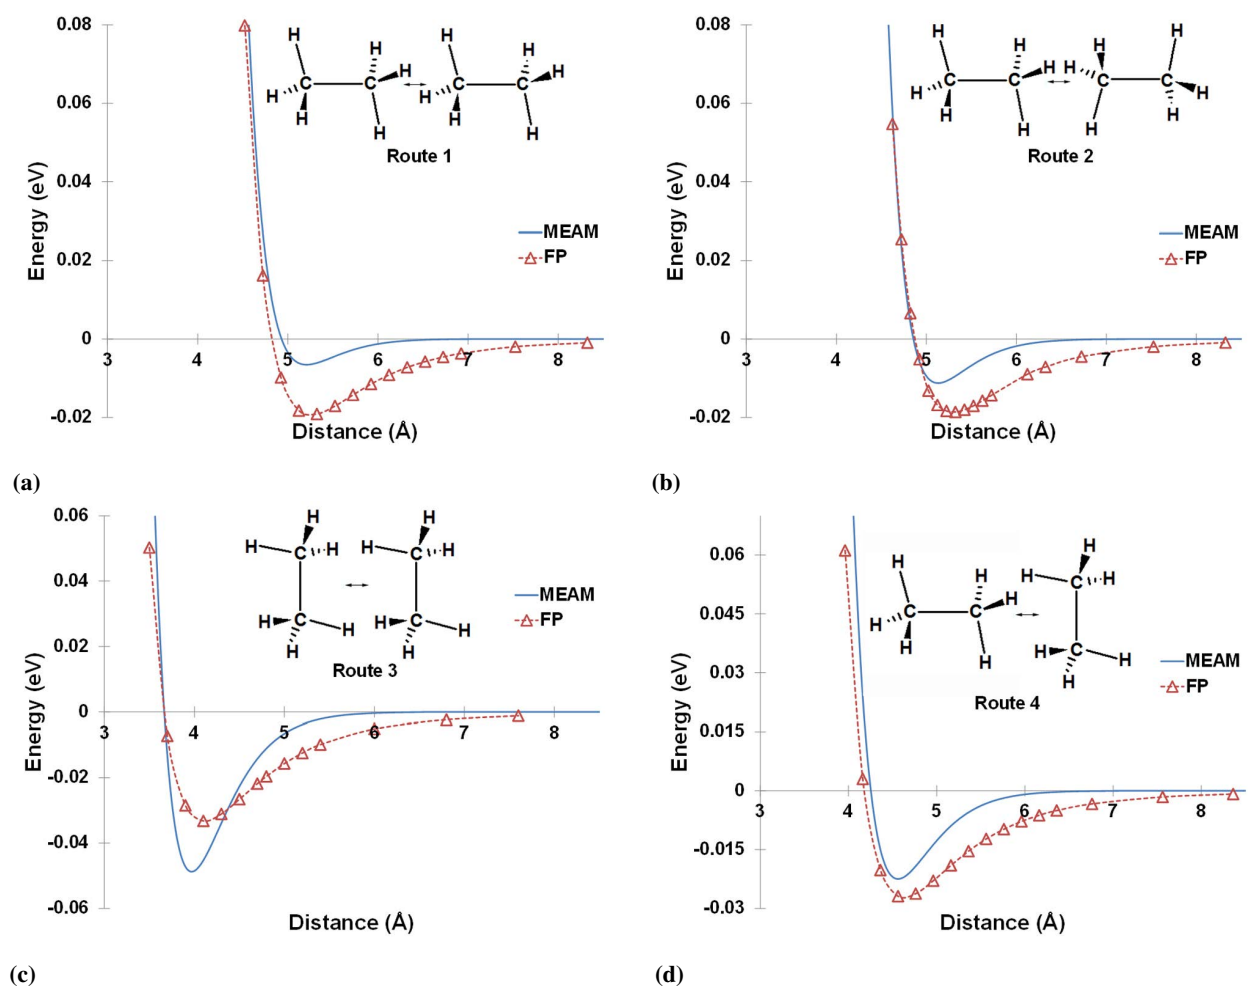 0.08
0.06
0.04
0.02
0
-0.02
3 4 5 6 7 8
Energy (eV)
Distance (Å)
H H H C C H H H H H C C H H H H
Route 1
MEAM
FP
(a)
0.08
0.06
0.04
0.02
0
-0.02
3 4 5 6 7 8
Energy (eV)
Distance (Å)
H H H C C H H H H H C C H H H H
Route 2
MEAM
FP
(b)
0.06
0.04
0.02
0
-0.02
-0.04
-0.06
3 4 5 6 7 8
Energy (eV)
Distance (Å)
H H
H C H H C H
H C H H C H
H H
Route 3
MEAM
FP
(c)
0.06
0.045
0.03
0.015
0
-0.015
-0.03
3 4 5 6 7 8
Energy (eV)
Distance (Å)
H H H
H C H
H C C H
H H C H
H H
Route 4
MEAM
FP
(d)